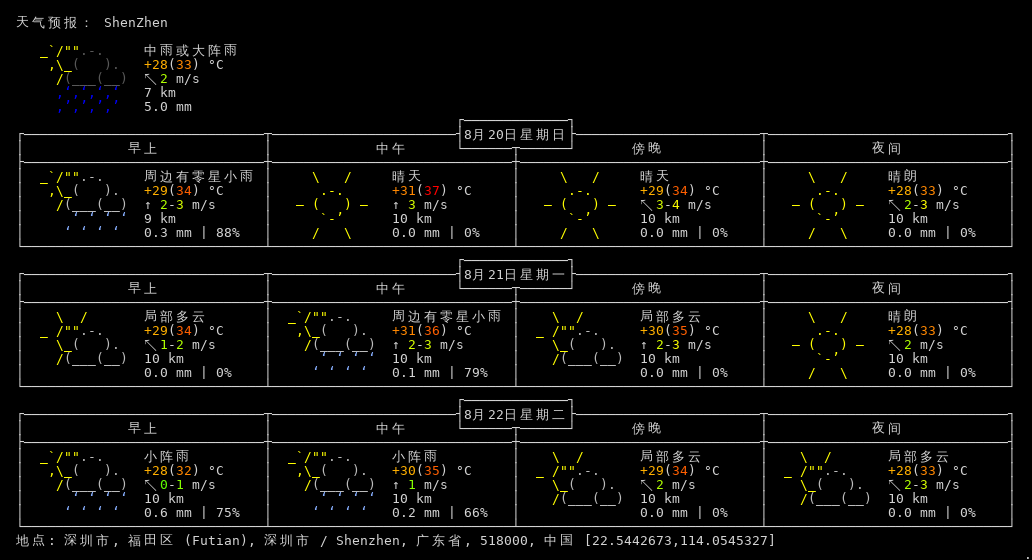 天气预报： ShenZhen
中雨或大阵雨
+28(33) °C
↖2 m/s
7 km
5.0 mm
8月20日星期日
早上 中午 傍晚 夜间
周边有零星小雨 晴天 晴天 晴朗
+29(34) °C +31(37) °C +29(34) °C +28(33) °C
↑ 2-3 m/s ↑ 3 m/s ↖3-4 m/s ↖2-3 m/s
9 km 10 km 10 km 10 km
0.3 mm | 88% 0.0 mm | 0% 0.0 mm | 0% 0.0 mm | 0%
8月21日星期一
早上 中午 傍晚 夜间
局部多云 周边有零星小雨 局部多云 晴朗
+29(34) °C +31(36) °C +30(35) °C +28(33) °C
↖1-2 m/s ↑ 2-3 m/s ↑ 2-3 m/s ↖2 m/s
10 km 10 km 10 km 10 km
0.0 mm | 0% 0.1 mm | 79% 0.0 mm | 0% 0.0 mm | 0%
8月22日星期二
早上 中午 傍晚 夜间
小阵雨 小阵雨 局部多云 局部多云
+28(32) °C +30(35) °C +29(34) °C +28(33) °C
↖0-1 m/s ↑ 1 m/s ↖2 m/s ↖2-3 m/s
10 km 10 km 10 km 10 km
0.6 mm | 75% 0.2 mm | 66% 0.0 mm | 0% 0.0 mm | 0%
地点: 深圳市, 福田区 (Futian), 深圳市 / Shenzhen, 广东省, 518000, 中国 [22.5442673,114.0545327]